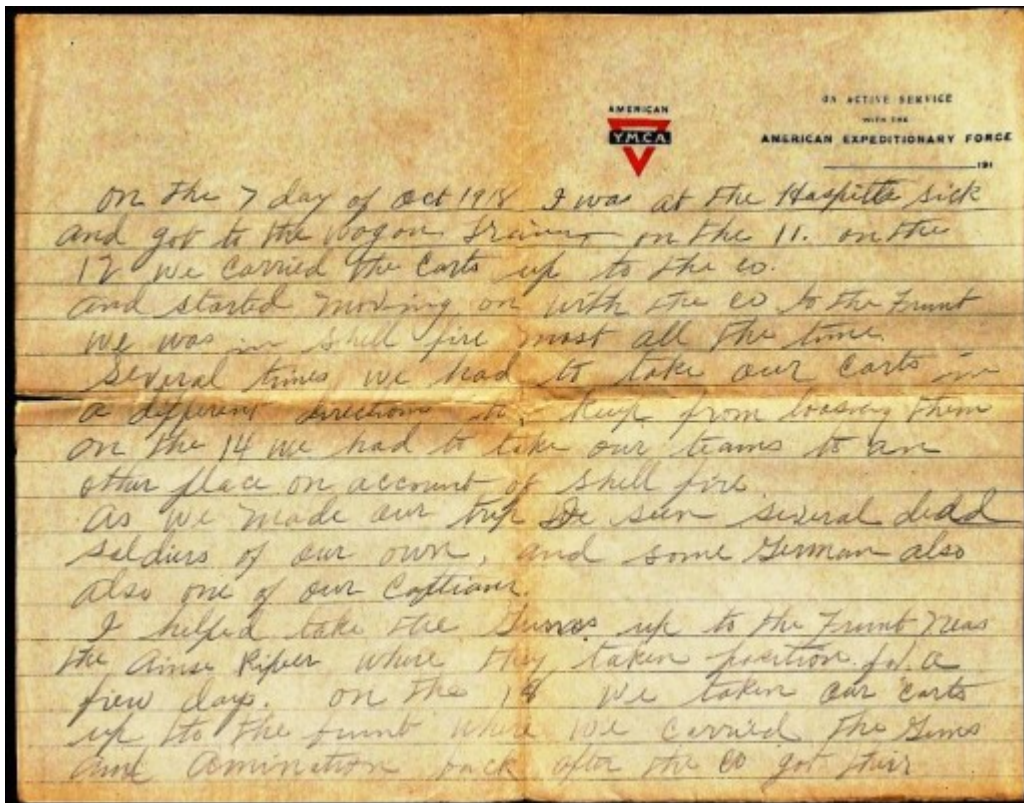 AMERICAN
YMCA
ON ACTIVE SERVICE
WITH THE
AMERICAN EXPEDITIONARY FORCE
191
On the 7 day of Oct 1918 I was at the sick
and got to the wagon on the 11. on the
12 we carried the carts up to the co.
and started moving on with the co to the Frunt
we was in shell fire most all the time
Several times we had to take our carts in
a different directions to keep from them
on the 14 we had to take our teams to an
other place on account of shell fire
As we made our trip We seen several dead
soldiers of our own, and some German also
also one of our
I helped take the up to the Frunt near
the where they taken position for a
few days. on the 18 we taken our carts
up to the frunt where we carried the Guns
and back after the co got their